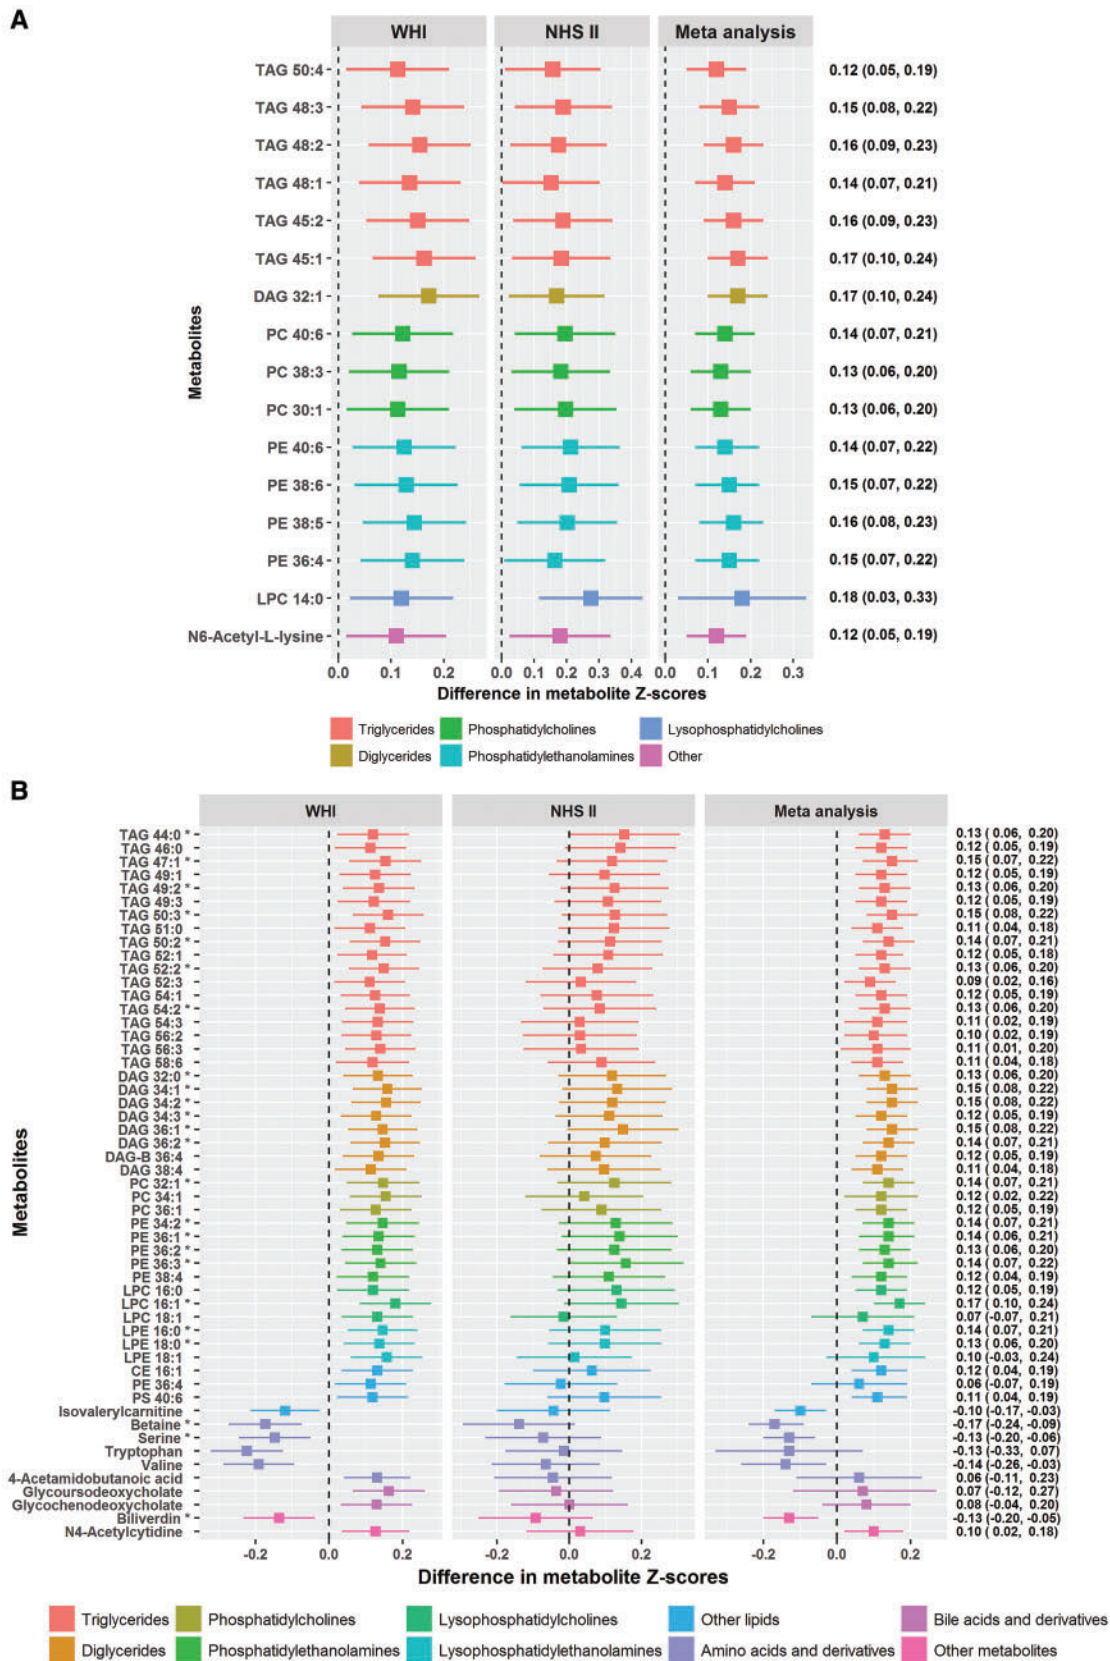 A
WHI NHS II Meta analysis
TAG 50:4 0.12 (0.05, 0.19)
TAG 48:3 0.15 (0.08, 0.22)
TAG 48:2 0.16 (0.09, 0.23)
TAG 48:1 0.14 (0.07, 0.21)
TAG 45:2 0.16 (0.09, 0.23)
TAG 45:1 0.17 (0.10, 0.24)
DAG 32:1 0.17 (0.10, 0.24)
PC 40:6 0.14 (0.07, 0.21)
PC 38:3 0.13 (0.06, 0.20)
PC 30:1 0.13 (0.06, 0.20)
PE 40:6 0.14 (0.07, 0.22)
PE 38:6 0.15 (0.07, 0.22)
PE 38:5 0.16 (0.08, 0.23)
PE 36:4 0.15 (0.07, 0.22)
LPC 14:0 0.18 (0.03, 0.33)
N6-Acetyl-L-lysine 0.12 (0.05, 0.19)
Metabolites
0.0 0.2 0.0 0.1 0.2 0.3 0.4 0.0 0.1 0.2 0.3
Difference in metabolite Z-scores
Triglycerides Phosphatidylcholines Lysophosphatidylcholines
Diglycerides Phosphatidylethanolamines Other
B
WHI NHS II Meta analysis
TAG 44:0 * 0.13 ( 0.06, 0.20)
TAG 46:0 0.12 ( 0.05, 0.19)
TAG 47:1 * 0.15 ( 0.07, 0.22)
TAG 49:1 0.12 ( 0.05, 0.19)
TAG 49:2 * 0.13 ( 0.06, 0.20)
TAG 49:3 0.12 ( 0.05, 0.19)
TAG 50:3 * 0.15 ( 0.08, 0.22)
TAG 51:0 0.11 ( 0.04, 0.18)
TAG 50:2 * 0.14 ( 0.07, 0.21)
TAG 52:1 0.12 ( 0.05, 0.18)
TAG 52:2 * 0.13 ( 0.06, 0.20)
TAG 52:3 0.09 ( 0.02, 0.16)
TAG 54:1 0.12 ( 0.05, 0.19)
TAG 54:2 * 0.13 ( 0.06, 0.20)
TAG 54:3 0.11 ( 0.02, 0.19)
TAG 56:2 0.10 ( 0.02, 0.19)
TAG 56:3 0.11 ( 0.01, 0.20)
TAG 58:6 0.11 ( 0.04, 0.18)
DAG 32:0 * 0.13 ( 0.06, 0.20)
DAG 34:1 * 0.15 ( 0.08, 0.22)
DAG 34:2 * 0.15 ( 0.08, 0.22)
DAG 34:3 * 0.12 ( 0.05, 0.19)
DAG 36:1 * 0.15 ( 0.08, 0.22)
DAG 36:2 * 0.14 ( 0.07, 0.21)
DAG-B 36:4 0.12 ( 0.05, 0.19)
DAG 38:4 0.11 ( 0.04, 0.18)
PC 32:1 * 0.14 ( 0.07, 0.21)
PC 34:1 0.12 ( 0.02, 0.22)
PC 36:1 0.12 ( 0.05, 0.19)
PE 34:2 * 0.14 ( 0.07, 0.21)
PE 36:1 * 0.14 ( 0.06, 0.21)
PE 36:2 * 0.13 ( 0.06, 0.20)
PE 36:3 * 0.14 ( 0.07, 0.22)
PE 38:4 0.12 ( 0.04, 0.19)
LPC 16:0 0.12 ( 0.05, 0.19)
LPC 16:1 * 0.17 ( 0.10, 0.24)
LPC 18:1 0.07 (-0.07, 0.21)
LPE 16:0 * 0.14 ( 0.07, 0.21)
LPE 18:0 * 0.13 ( 0.06, 0.20)
LPE 18:1 0.10 (-0.03, 0.24)
CE 16:1 0.12 ( 0.04, 0.19)
PE 36:4 0.06 (-0.07, 0.19)
PS 40:6 0.11 ( 0.04, 0.19)
Isovalerylcarnitine -0.10 (-0.17, -0.03)
Betaine * -0.17 (-0.24, -0.09)
Serine * -0.13 (-0.20, -0.06)
Tryptophan -0.13 (-0.33, 0.07)
Valine -0.14 (-0.26, -0.03)
4-Acetamidobutanoic acid 0.06 (-0.11, 0.23)
Glycoursodeoxycholate 0.07 (-0.12, 0.27)
Glycochenodeoxycholate 0.08 (-0.04, 0.20)
Biliverdin * -0.13 (-0.20, -0.05)
N4-Acetylcytidine 0.10 ( 0.02, 0.18)
Metabolites
-0.2 0.0 0.2 -0.2 0.0 0.2 -0.2 0.0 0.2
Difference in metabolite Z-scores
Triglycerides Phosphatidylcholines Lysophosphatidylcholines Other lipids Bile acids and derivatives
Diglycerides Phosphatidylethanolamines Lysophosphatidylethanolamines Amino acids and derivatives Other metabolites